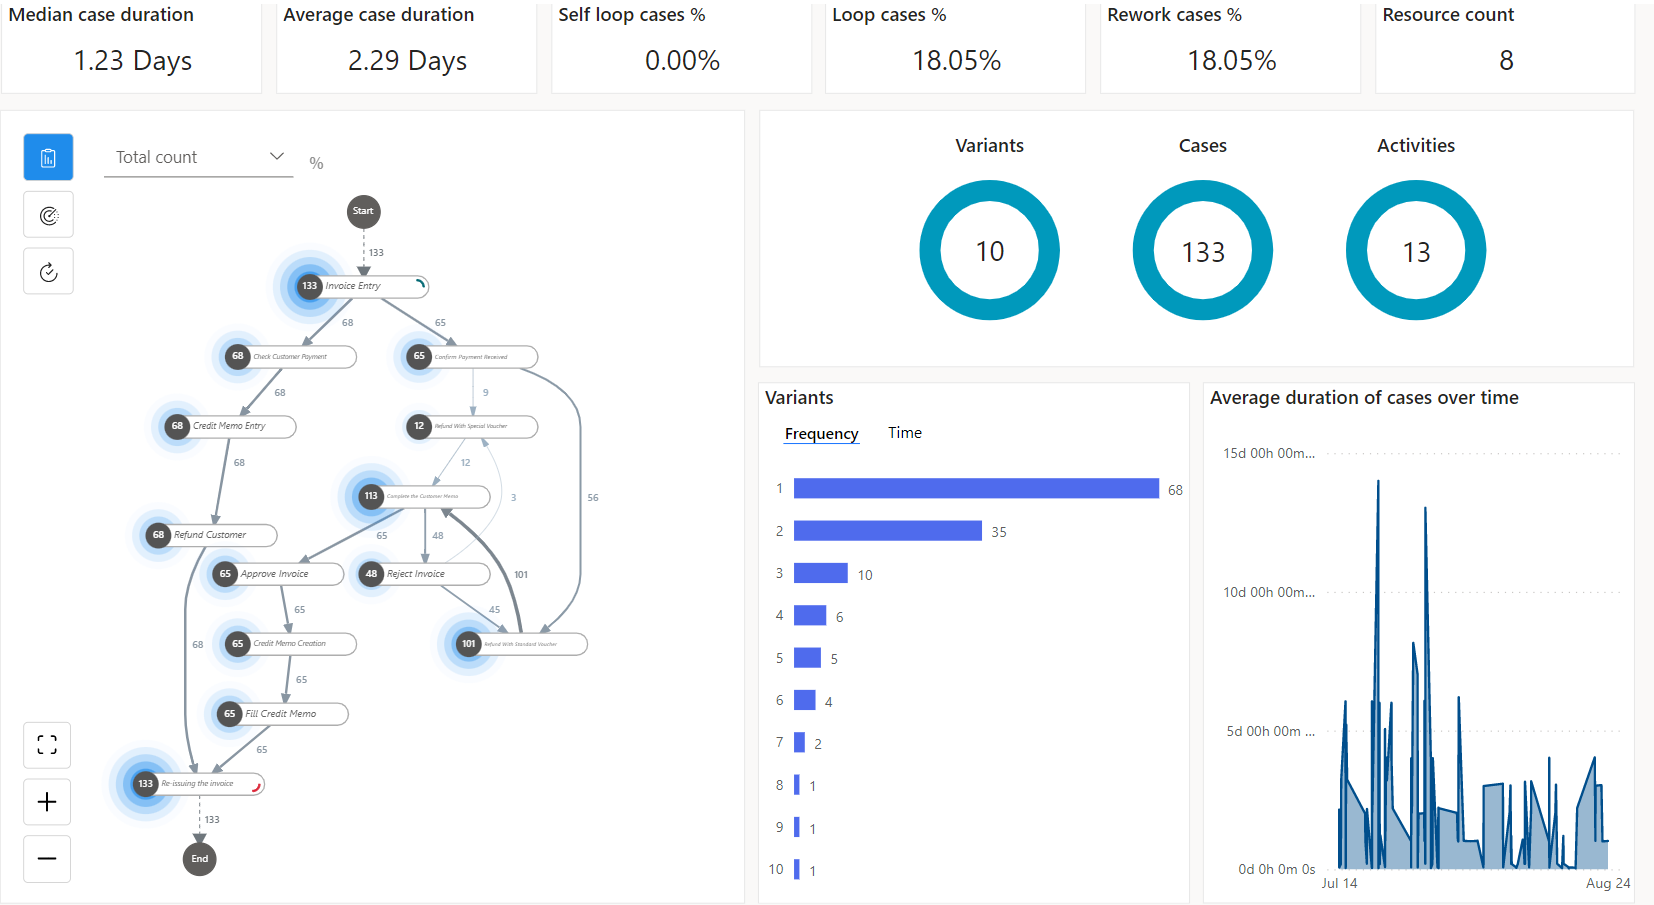 Median case duration
1.23 Days
Average case duration
2.29 Days
Self loop cases %
0.00%
Loop cases %
18.05%
Rework cases %
18.05%
Resource count
8
Total count
%
Start
133
133 Invoice Entry
68
65
68 Check Customer Payment
65 Confirm Payment Received
68
9
68 Credit Memo Entry
12 Refund With Special Voucher
68
12
113 Complete the Customer Memo
3
56
65
48
68 Refund Customer
65 Approve Invoice
48 Reject Invoice
101
65
45
68
65 Credit Memo Creation
101 Refund With Standard Voucher
65
65 Fill Credit Memo
65
133 Re-issuing the invoice
133
End
Variants
10
Cases
133
Activities
13
Variants
Frequency
Time
1 68
2 35
3 10
4 6
5 5
6 4
7 2
8 1
9 1
10 1
Average duration of cases over time
15d 00h 00m...
10d 00h 00m...
5d 00h 00m ...
0d 0h 0m 0s
Jul 14
Aug 24